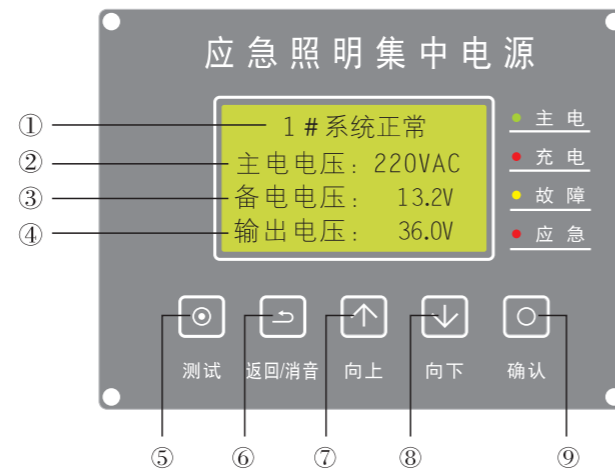 应急照明集中电源
① 1#系统正常
② 主电电压: 220VAC
③ 备电电压: 13.2V
④ 输出电压: 36.0V
主电
充电
故障
应急
测试 返回/消音 向上 向下 确认
⑤ ⑥ ⑦ ⑧ ⑨